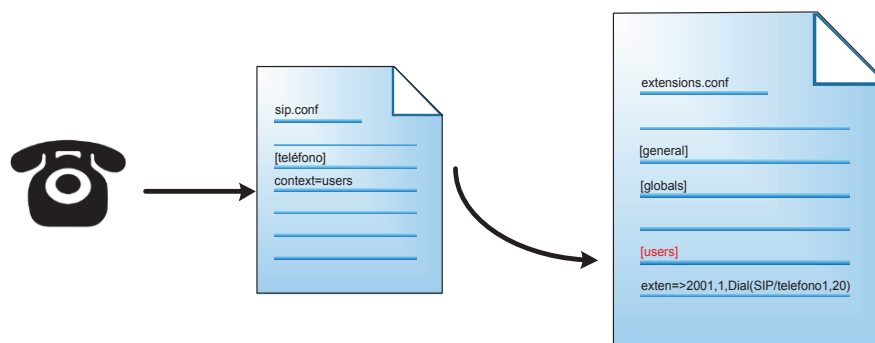 sip.conf
[teléfono]
context=users
extensions.conf
[general]
[globals]
[users]
exten=>2001,1,Dial(SIP/telefono1,20)